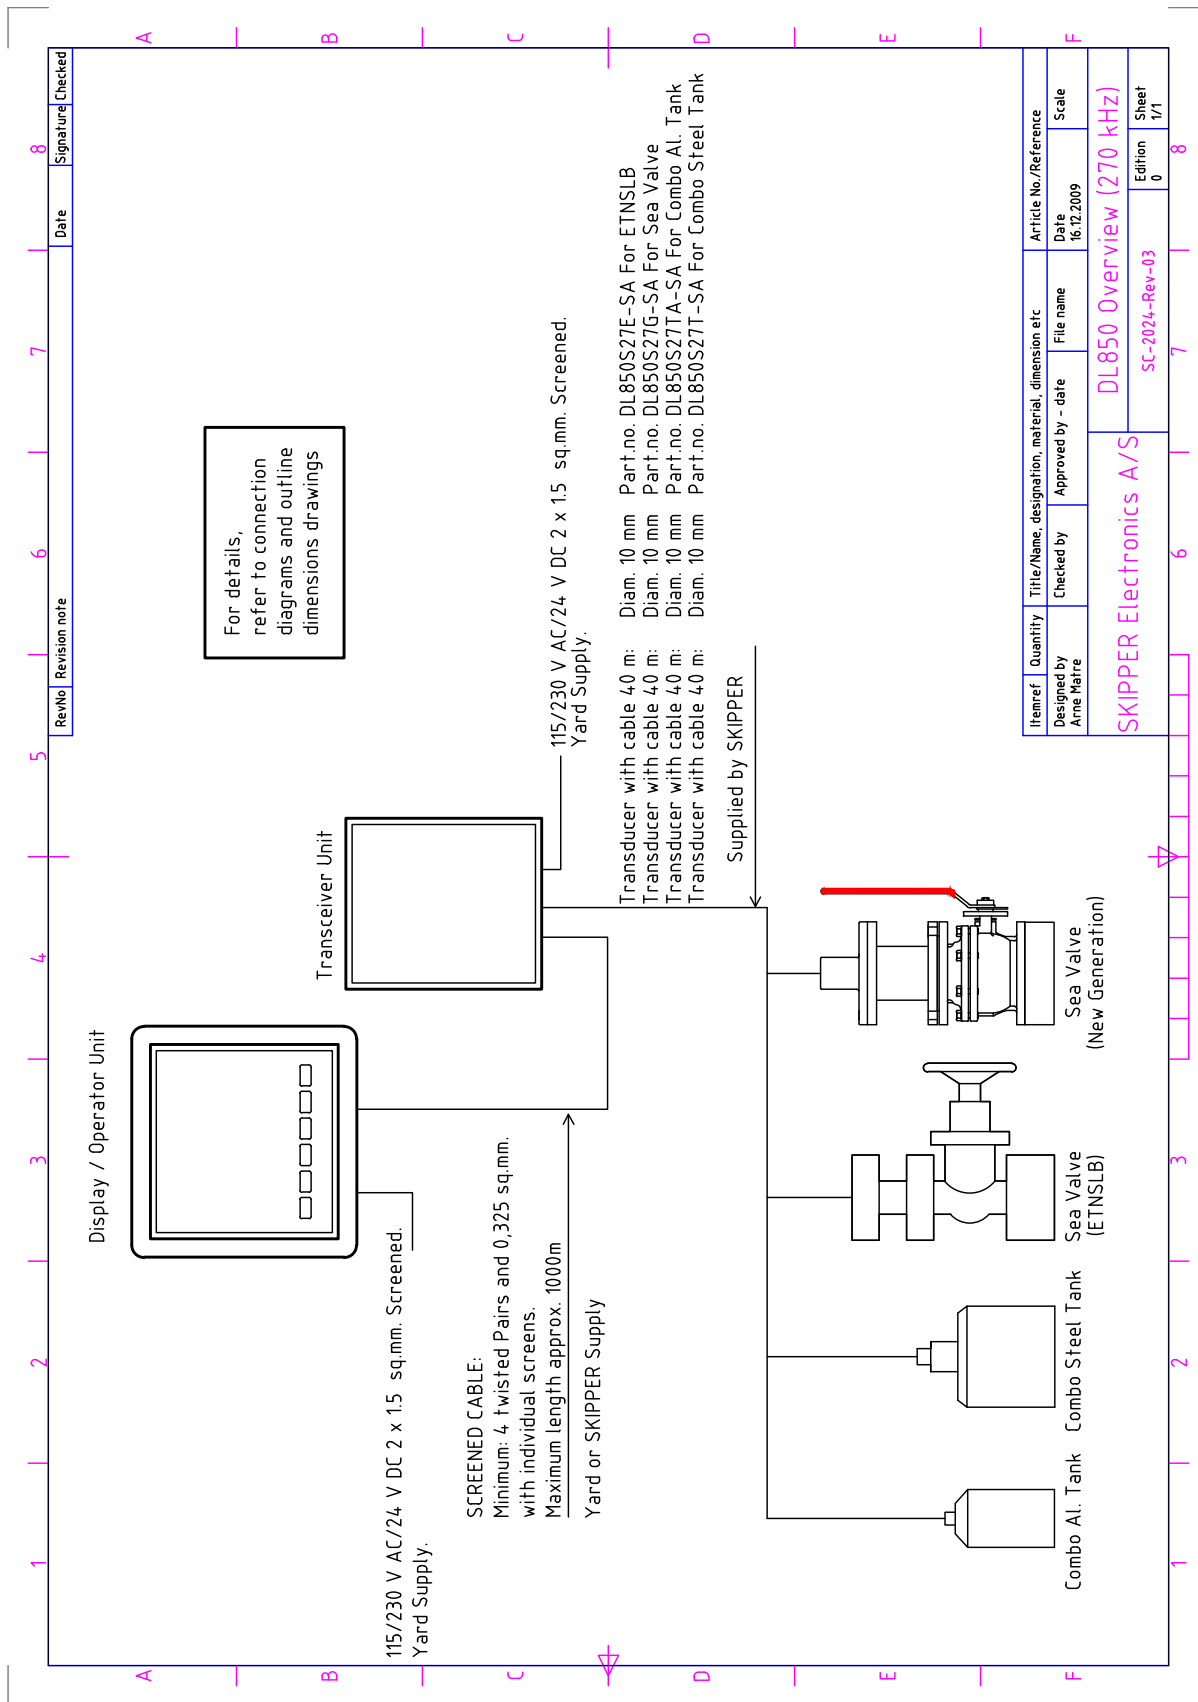 A
B
C
D
E
F
8
7
6
5
4
3
2
1
RevNo Revision note Date Signature Checked
Display / Operator Unit
Transceiver Unit
For details,
refer to connection
diagrams and outline
dimensions drawings
115/230 V AC/24 V DC 2 x 1.5 sq.mm. Screened.
Yard Supply.
SCREENED CABLE:
Minimum: 4 twisted Pairs and 0,325 sq.mm.
with individual screens.
Maximum length approx. 1000m
Yard or SKIPPER Supply
115/230 V AC/24 V DC 2 x 1.5 sq.mm. Screened.
Yard Supply.
Transducer with cable 40 m: Diam. 10 mm Part.no. DL850S27E-SA For ETNSLB
Transducer with cable 40 m: Diam. 10 mm Part.no. DL850S27G-SA For Sea Valve
Transducer with cable 40 m: Diam. 10 mm Part.no. DL850S27TA-SA For Combo Al. Tank
Transducer with cable 40 m: Diam. 10 mm Part.no. DL850S27T-SA For Combo Steel Tank
Supplied by SKIPPER
Combo Al. Tank
Combo Steel Tank
Sea Valve
(ETNSLB)
Sea Valve
(New Generation)
Itemref Quantity Title/Name, designation, material, dimension etc Article No./Reference
Designed by
Arne Matre
Checked by
Approved by - date
File name
Date
16.12.2009
Scale
SKIPPER Electronics A/S
DL850 Overview (270 kHz)
SC-2024-Rev-03
Edition
0
Sheet
1/1
A
B
C
D
E
F
1
2
3
4
5
6
7
8